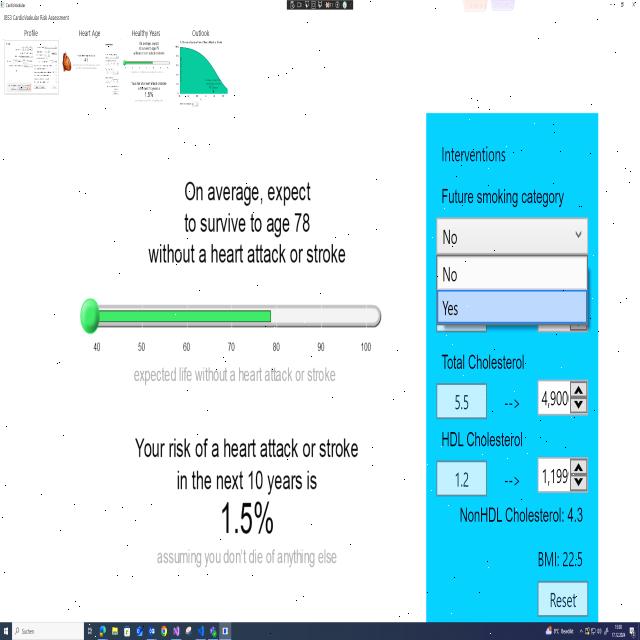 CardioVaskulär
JBS3 CardioVaskular Risk Assessment
Profile
Heart Age
Healthy Years
Outlook
On average, expect
to survive to age 78
without a heart attack or stroke
40 50 60 70 80 90 100
expected life without a heart attack or stroke
Your risk of a heart attack or stroke
in the next 10 years is
1.5%
assuming you don't die of anything else
Interventions
Future smoking category
No
No
Yes
Total Cholesterol
5.5 --> 4,900
HDL Cholesterol
1.2 --> 1,199
NonHDL Cholesterol: 4.3
BMI: 22.5
Reset
Suchen